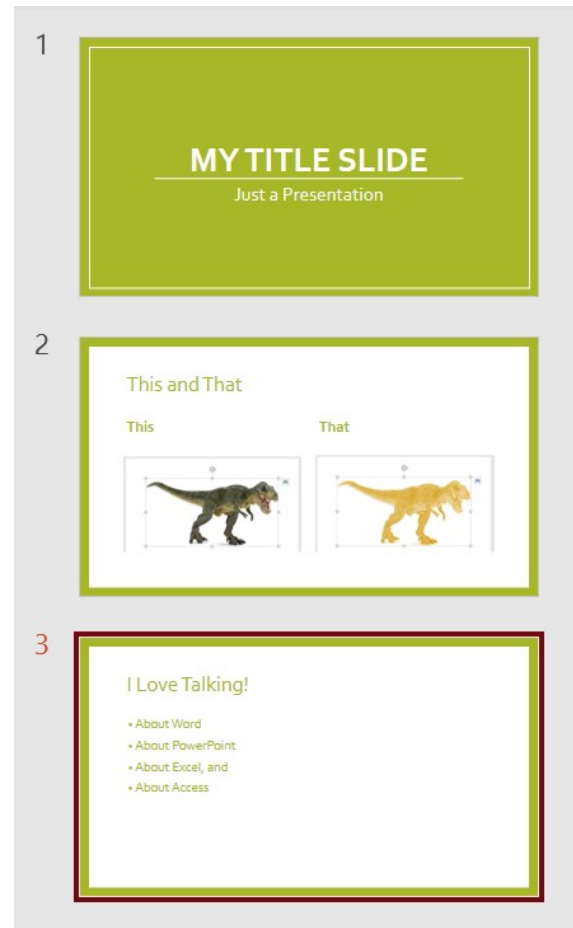 1
MY TITLE SLIDE
Just a Presentation
2
This and That
This That
3
I Love Talking!
• About Word
• About PowerPoint
• About Excel, and
• About Access